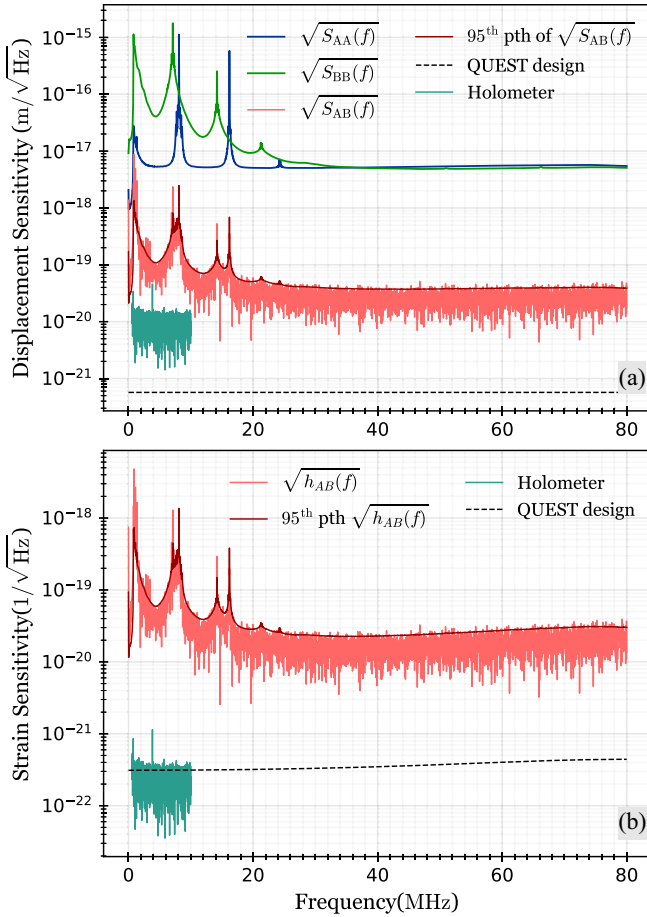 √S_AA(f)
√S_BB(f)
√S_AB(f)
95th pth of √S_AB(f)
QUEST design
Holometer
Displacement Sensitivity (m/√Hz)
10⁻¹⁵
10⁻¹⁶
10⁻¹⁷
10⁻¹⁸
10⁻¹⁹
10⁻²⁰
10⁻²¹
(a)
0 20 40 60 80
√h_AB(f)
95th pth √h_AB(f)
Holometer
QUEST design
Strain Sensitivity(1/√Hz)
10⁻¹⁸
10⁻¹⁹
10⁻²⁰
10⁻²¹
10⁻²²
(b)
0 20 40 60 80
Frequency(MHz)